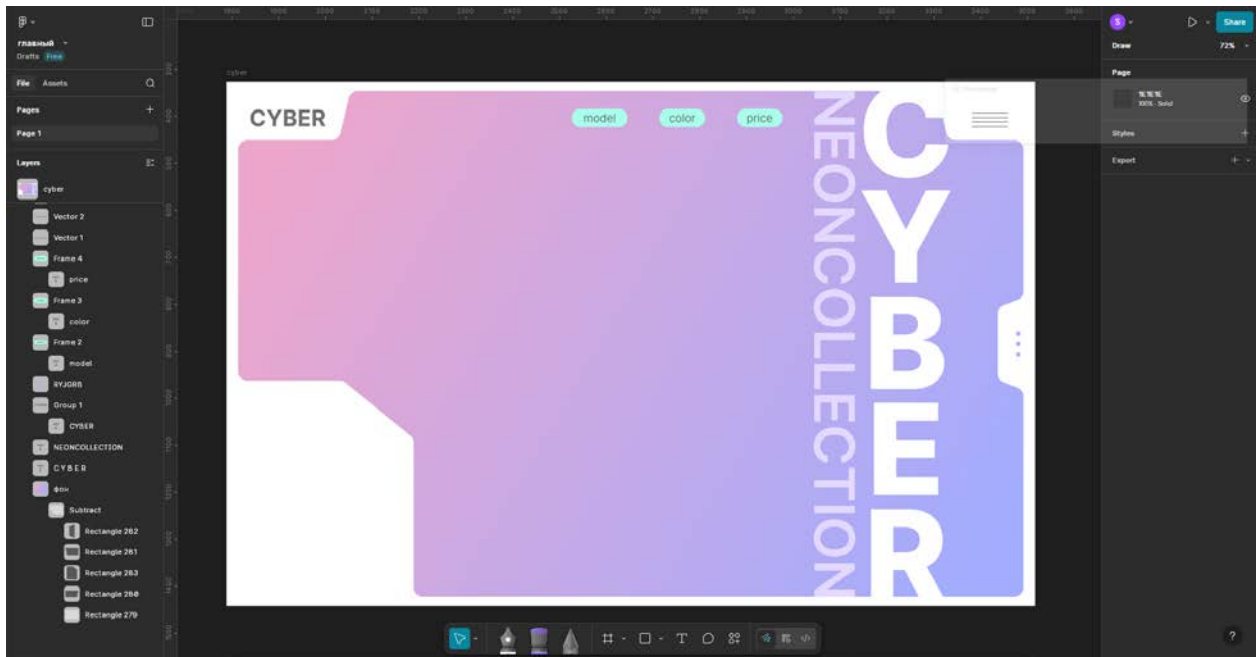 главный
Drafts Free
File Assets
Pages
Page 1
Layers
cyber
Vector 2
Vector 1
Frame 4
price
Frame 3
color
Frame 2
model
RYJGRB
Group 1
CYBER
NEONCOLLECTION
C Y B E R
фон
Subtract
Rectangle 262
Rectangle 261
Rectangle 263
Rectangle 260
Rectangle 279
cyber
CYBER
model color price
NEONCOLLECTION
CYBER
S
Share
Draw 72%
Page
100% Solid
Styles
Export
?